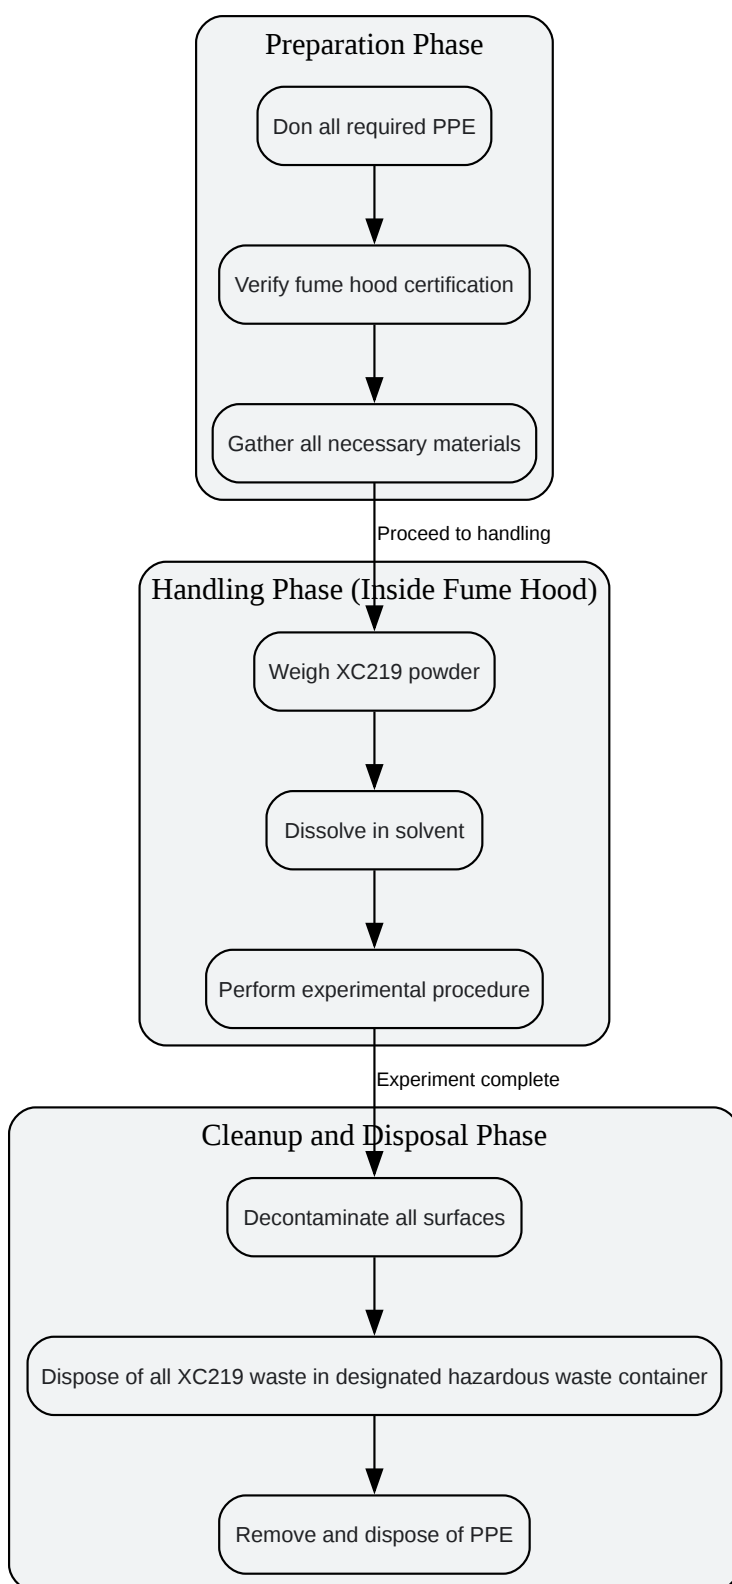 Preparation Phase
Don all required PPE
Verify fume hood certification
Gather all necessary materials
Proceed to handling
Handling Phase (Inside Fume Hood)
Weigh XC219 powder
Dissolve in solvent
Perform experimental procedure
Experiment complete
Cleanup and Disposal Phase
Decontaminate all surfaces
Dispose of all XC219 waste in designated hazardous waste container
Remove and dispose of PPE